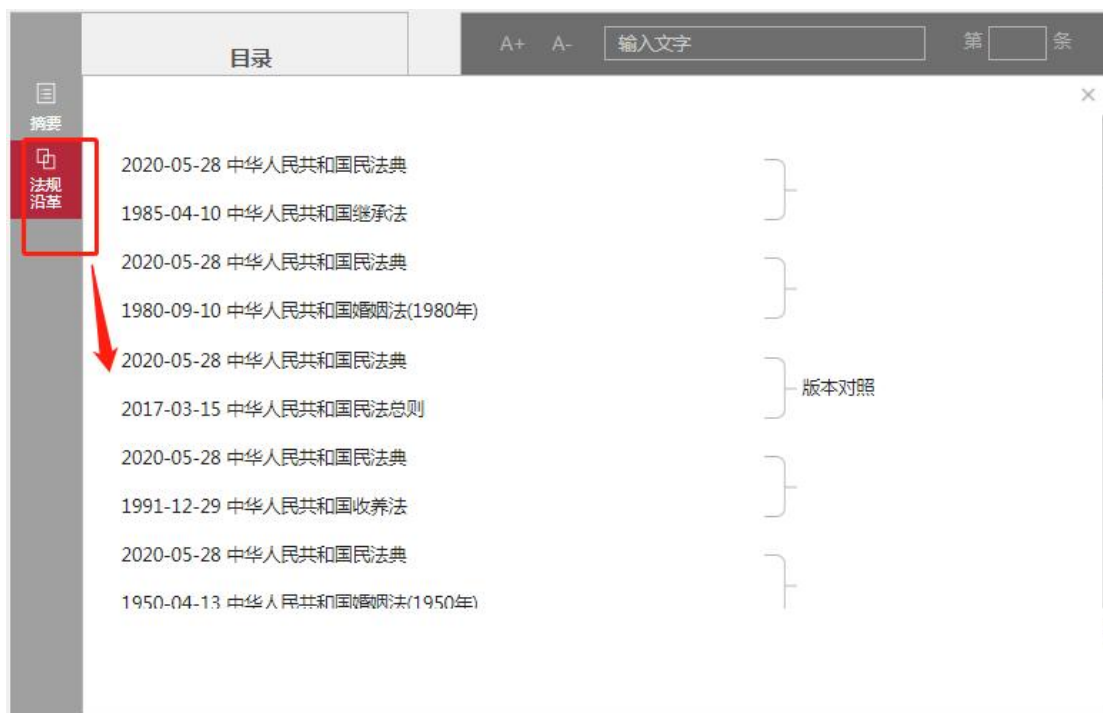 目录
A+ A- 输入文字 第 条
摘要
法规
沿革
2020-05-28 中华人民共和国民法典
1985-04-10 中华人民共和国继承法
2020-05-28 中华人民共和国民法典
1980-09-10 中华人民共和国婚姻法(1980年)
2020-05-28 中华人民共和国民法典
版本对照
2017-03-15 中华人民共和国民法总则
2020-05-28 中华人民共和国民法典
1991-12-29 中华人民共和国收养法
2020-05-28 中华人民共和国民法典
1950-04-13 中华人民共和国婚姻法(1950年)